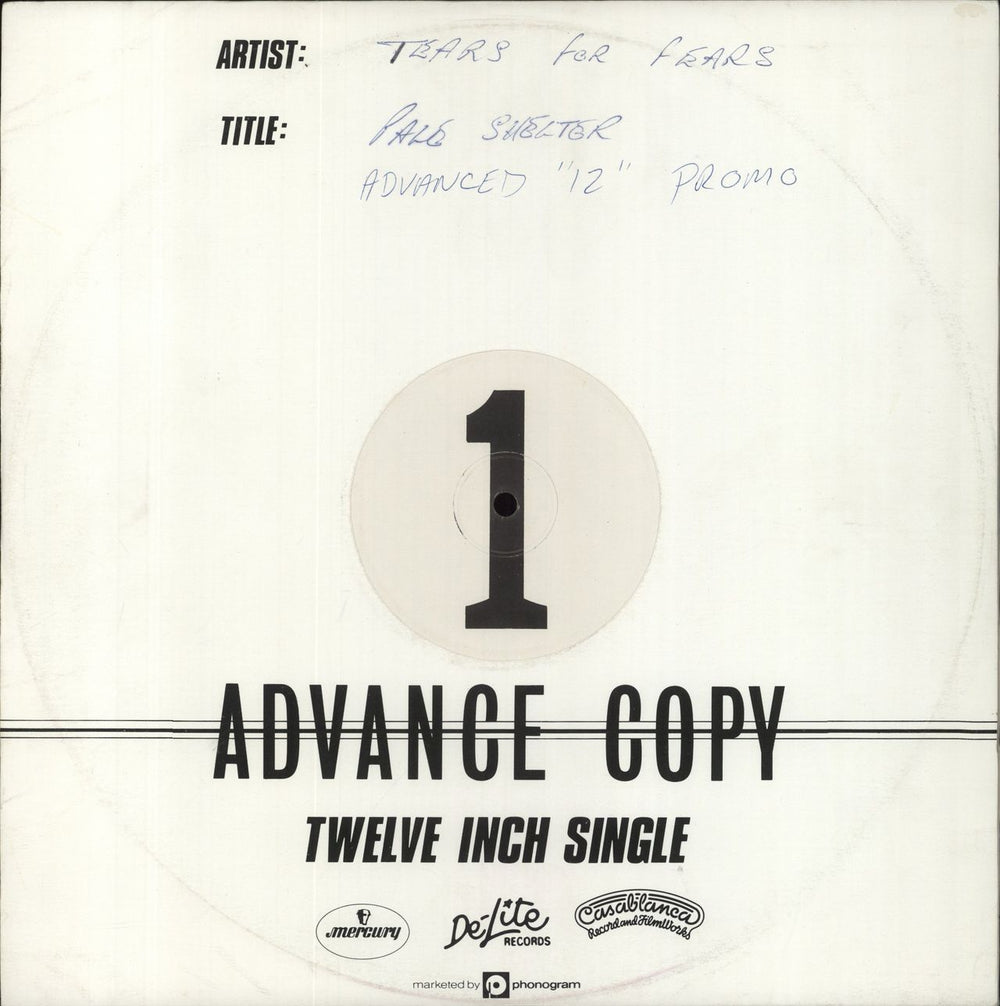 ARTIST: TEARS FOR FEARS
TITLE: PALE SHELTER
ADVANCED "12" PROMO
1
ADVANCE COPY
TWELVE INCH SINGLE
mercury De-Lite RECORDS Casablanca Record and FilmWorks
marketed by p phonogram